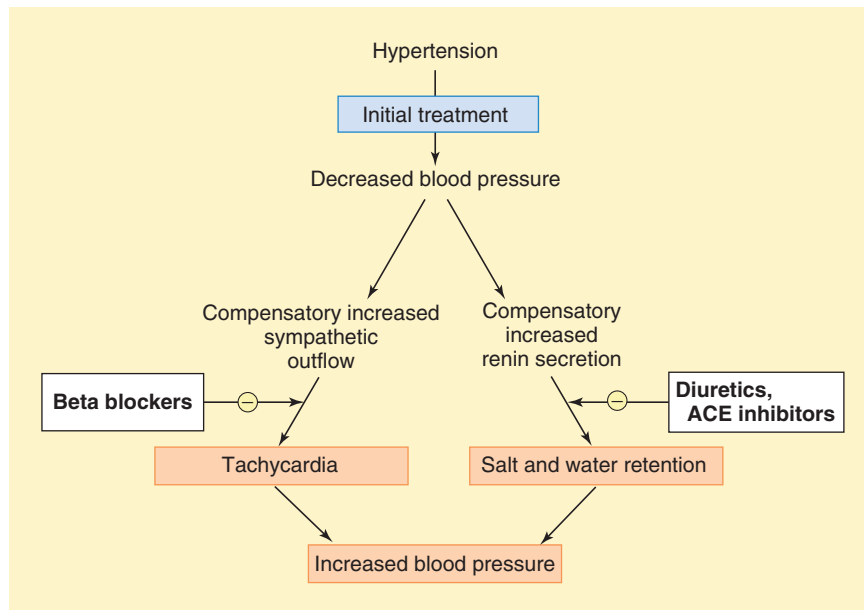 Hypertension
Initial treatment
Decreased blood pressure
Compensatory increased
sympathetic
outflow
Compensatory
increased
renin secretion
Beta blockers
−
−
Diuretics,
ACE inhibitors
Tachycardia
Salt and water retention
Increased blood pressure